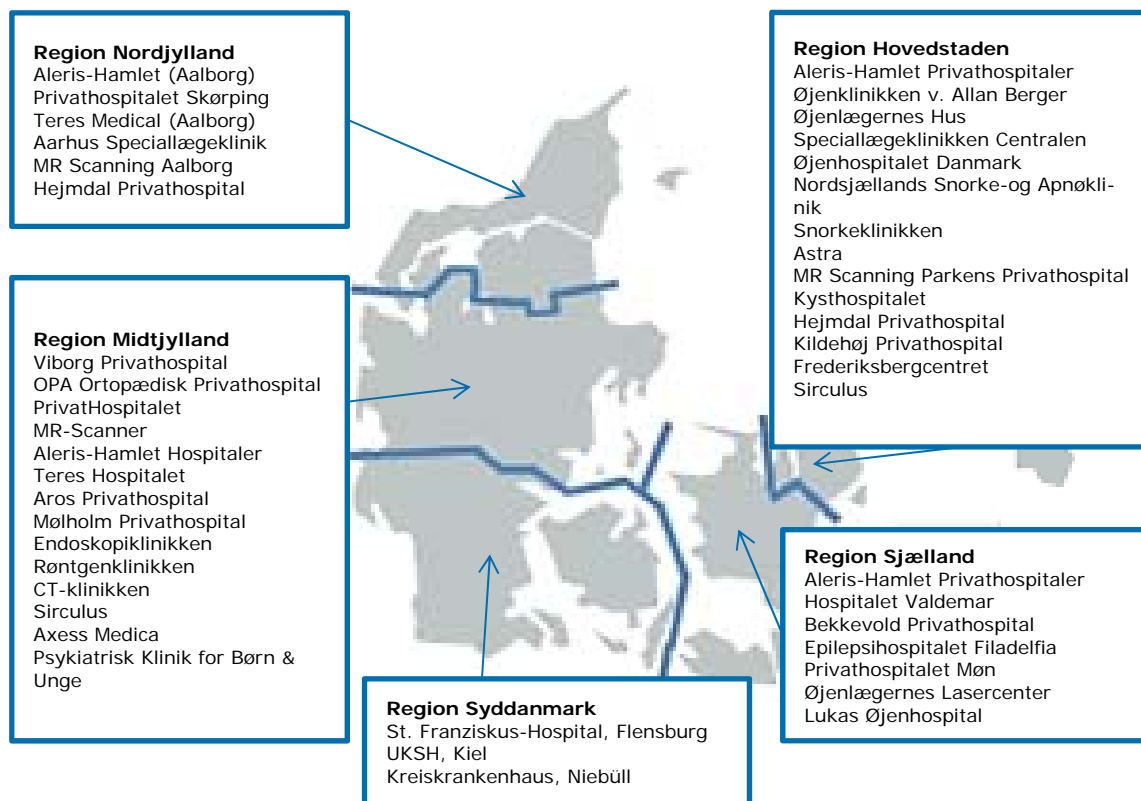 Region Nordjylland
Aleris-Hamlet (Aalborg)
Privathospitalet Skørping
Teres Medical (Aalborg)
Aarhus Speciallægeklinik
MR Scanning Aalborg
Hejmdal Privathospital
Region Hovedstaden
Aleris-Hamlet Privathospitaler
Øjenklinikken v. Allan Berger
Øjenlægernes Hus
Speciallægeklinikken Centralen
Øjenhospitalet Danmark
Nordsjællands Snorke-og Apnøkli-
nik
Snorkeklinikken
Astra
MR Scanning Parkens Privathospital
Kysthospitalet
Hejmdal Privathospital
Kildehøj Privathospital
Frederiksbergcentret
Sirculus
Region Midtjylland
Viborg Privathospital
OPA Ortopædisk Privathospital
PrivatHospitalet
MR-Scanner
Aleris-Hamlet Hospitaler
Teres Hospitalet
Aros Privathospital
Mølholm Privathospital
Endoskopiklinikken
Røntgenklinikken
CT-klinikken
Sirculus
Axess Medica
Psykiatrisk Klinik for Børn &
Unge
Region Sjælland
Aleris-Hamlet Privathospitaler
Hospitalet Valdemar
Bekkevold Privathospital
Epilepsihospitalet Filadelfia
Privathospitalet Møn
Øjenlægernes Lasercenter
Lukas Øjenhospital
Region Syddanmark
St. Franziskus-Hospital, Flensburg
UKSH, Kiel
Kreiskrankenhaus, Niebüll